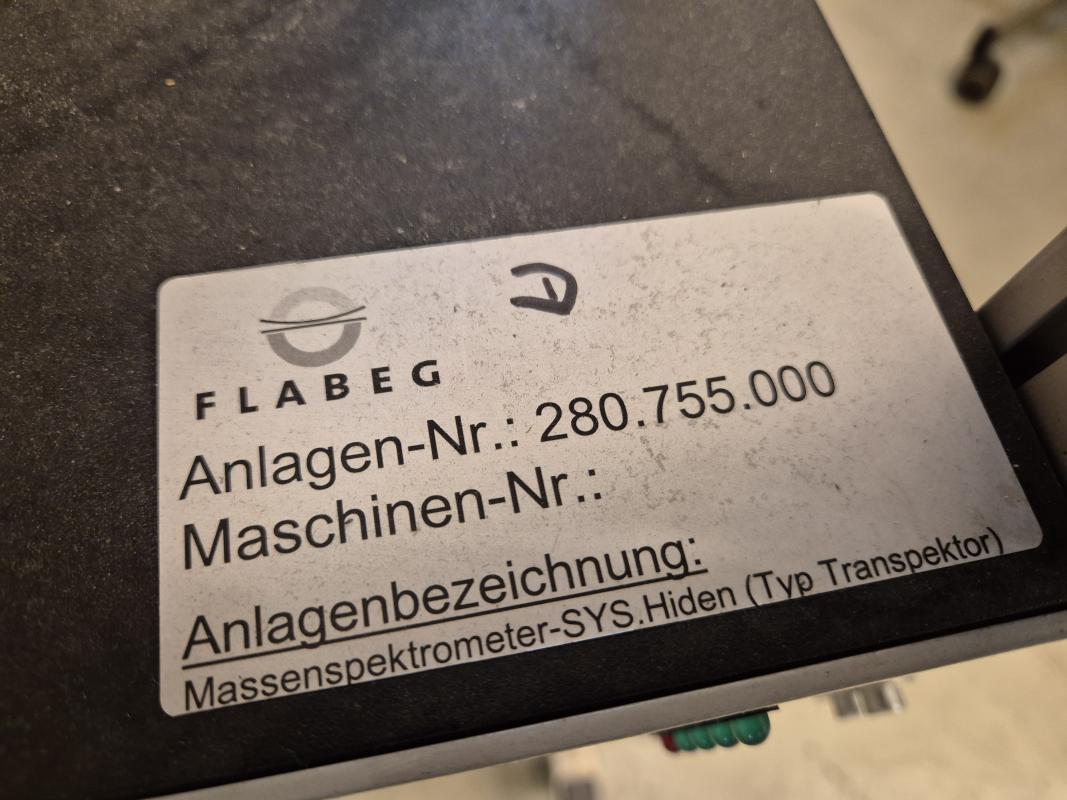 D
FLABEG
Anlagen-Nr.: 280.755.000
Maschinen-Nr.:
Anlagenbezeichnung:
Massenspektrometer-SYS.Hiden (Typ Transpektor)